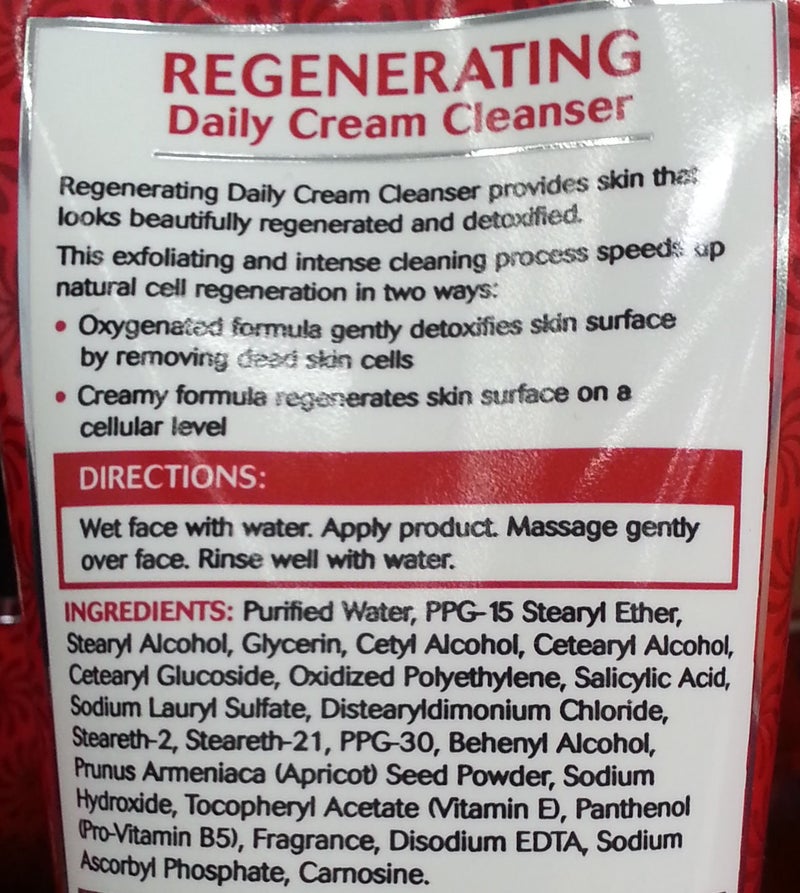 REGENERATING
Daily Cream Cleanser
Regenerating Daily Cream Cleanser provides skin that
looks beautifully regenerated and detoxified.
This exfoliating and intense cleaning process speeds up
natural cell regeneration in two ways:
• Oxygenated formula gently detoxifies skin surface
by removing dead skin cells
• Creamy formula regenerates skin surface on a
cellular level
DIRECTIONS:
Wet face with water. Apply product. Massage gently
over face. Rinse well with water.
INGREDIENTS: Purified Water, PPG-15 Stearyl Ether,
Stearyl Alcohol, Glycerin, Cetyl Alcohol, Cetearyl Alcohol,
Cetearyl Glucoside, Oxidized Polyethylene, Salicylic Acid,
Sodium Lauryl Sulfate, Distearyldimonium Chloride,
Steareth-2, Steareth-21, PPG-30, Behenyl Alcohol,
Prunus Armeniaca (Apricot) Seed Powder, Sodium
Hydroxide, Tocopheryl Acetate (Vitamin E), Panthenol
(Pro-Vitamin B5), Fragrance, Disodium EDTA, Sodium
Ascorbyl Phosphate, Carnosine.